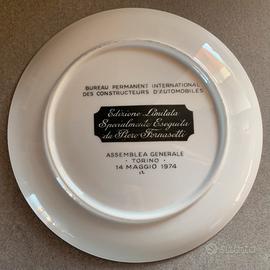 BUREAU PERMANENT INTERNATIONAL
DES CONSTRUCTEURS D'AUTOMOBILES
Edizione Limitata
Specialmente Eseguita
da Piero Fornasetti
ASSEMBLEA GENERALE
· TORINO ·
14 MAGGIO 1974
subito